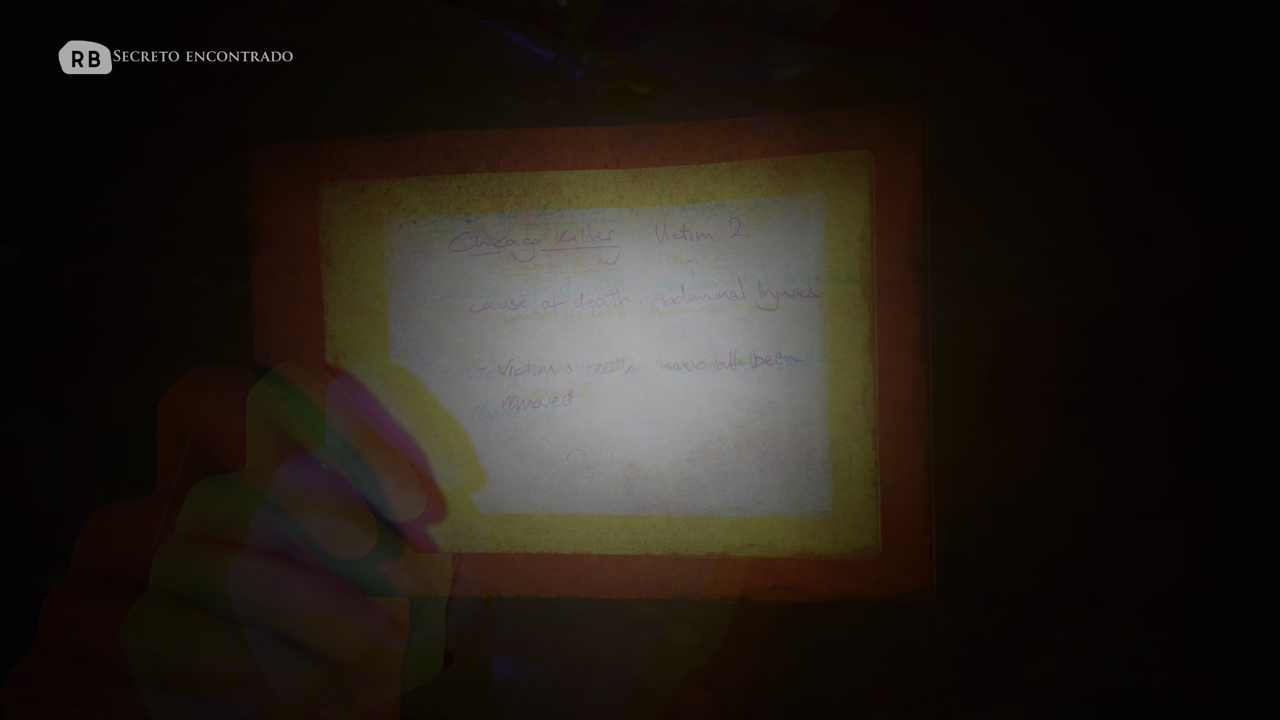 RB SECRETO ENCONTRADO
Chicago Killer Victim 2
cause of death Abdominal Injuries
- Victim's teeth have all been
removed